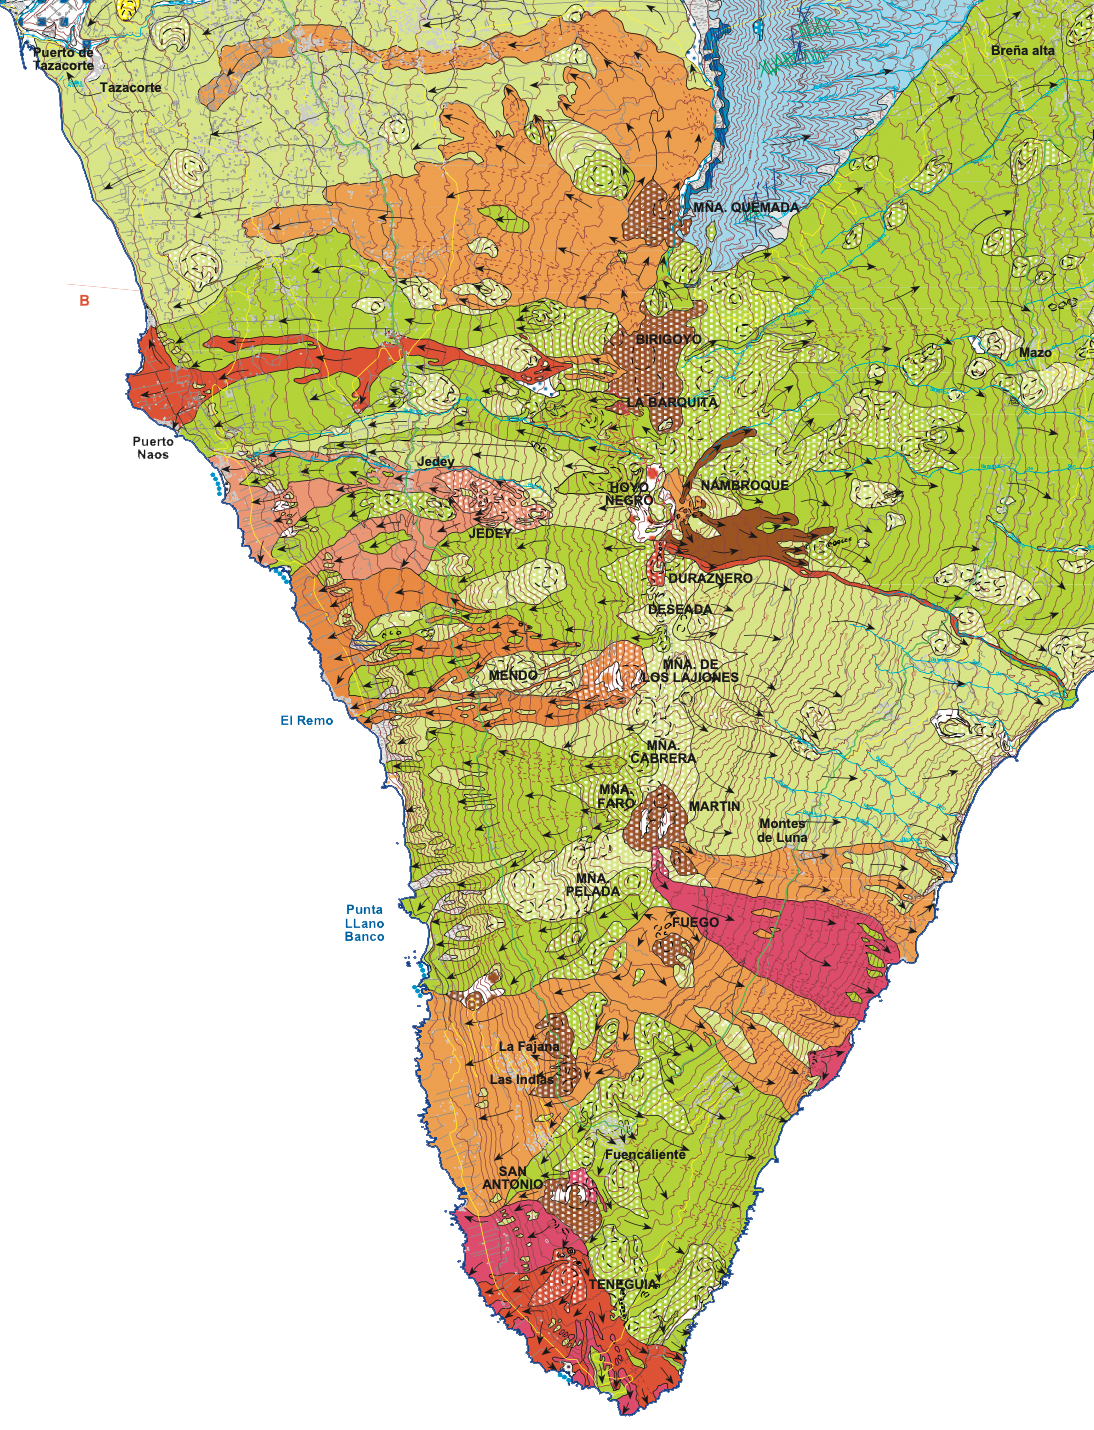 Puerto de
Tazacorte
Tazacorte
Breña alta
MÑA. QUEMADA
B
BIRIGOYO
Mazo
LA BARQUITA
Puerto
Naos
Jedey
HOYO
NEGRO
NAMBROQUE
JEDEY
DURAZNERO
DESEADA
MENDO
MÑA. DE
LOS LAJIONES
El Remo
MÑA.
CABRERA
MÑA.
FARO
MARTIN
Montes
de Luna
MÑA.
PELADA
Punta
LLano
Banco
FUEGO
La Fajana
Las Indias
Fuencaliente
SAN
ANTONIO
TENEGUIA